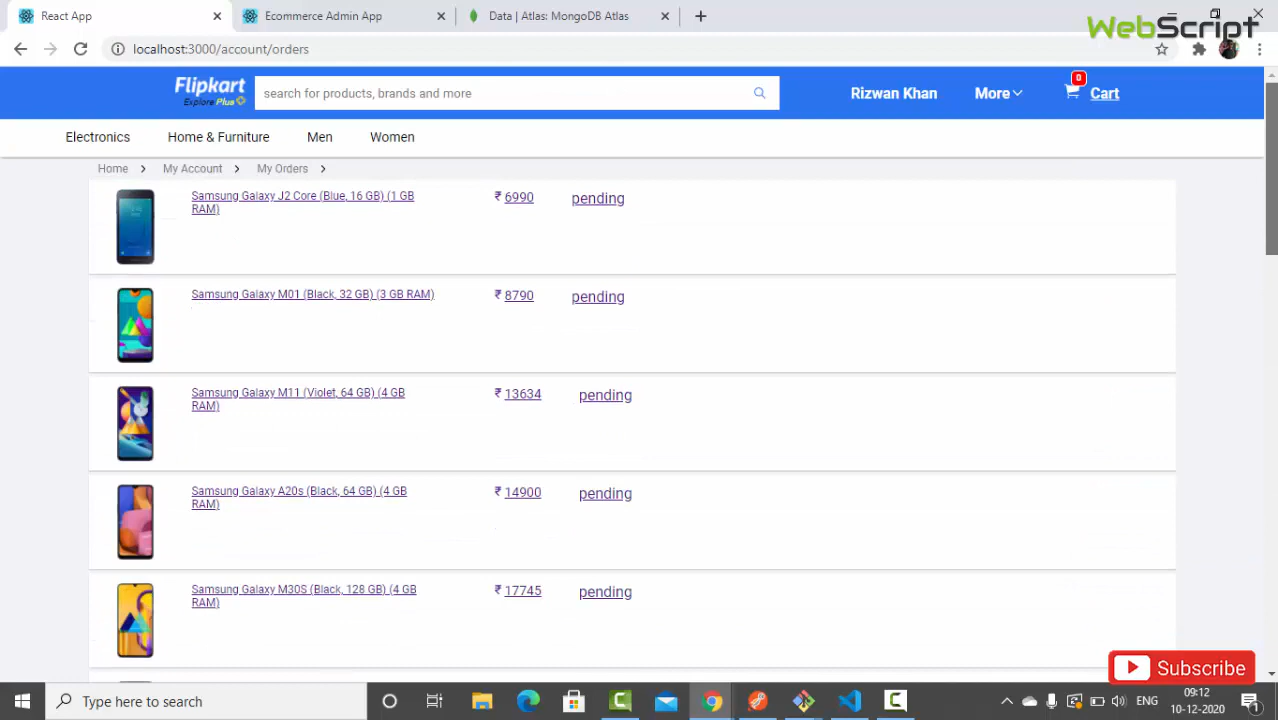 React App
Ecommerce Admin App
Data | Atlas: MongoDB Atlas
WebScript
localhost:3000/account/orders
Flipkart
Explore Plus
search for products, brands and more
Rizwan Khan
More
0
Cart
Electronics
Home & Furniture
Men
Women
Home
My Account
My Orders
Samsung Galaxy J2 Core (Blue, 16 GB) (1 GB
RAM)
₹ 6990
pending
Samsung Galaxy M01 (Black, 32 GB) (3 GB RAM)
₹ 8790
pending
Samsung Galaxy M11 (Violet, 64 GB) (4 GB
RAM)
₹ 13634
pending
Samsung Galaxy A20s (Black, 64 GB) (4 GB
RAM)
₹ 14900
pending
Samsung Galaxy M30S (Black, 128 GB) (4 GB
RAM)
₹ 17745
pending
Subscribe
Type here to search
ENG
09:12
10-12-2020
1